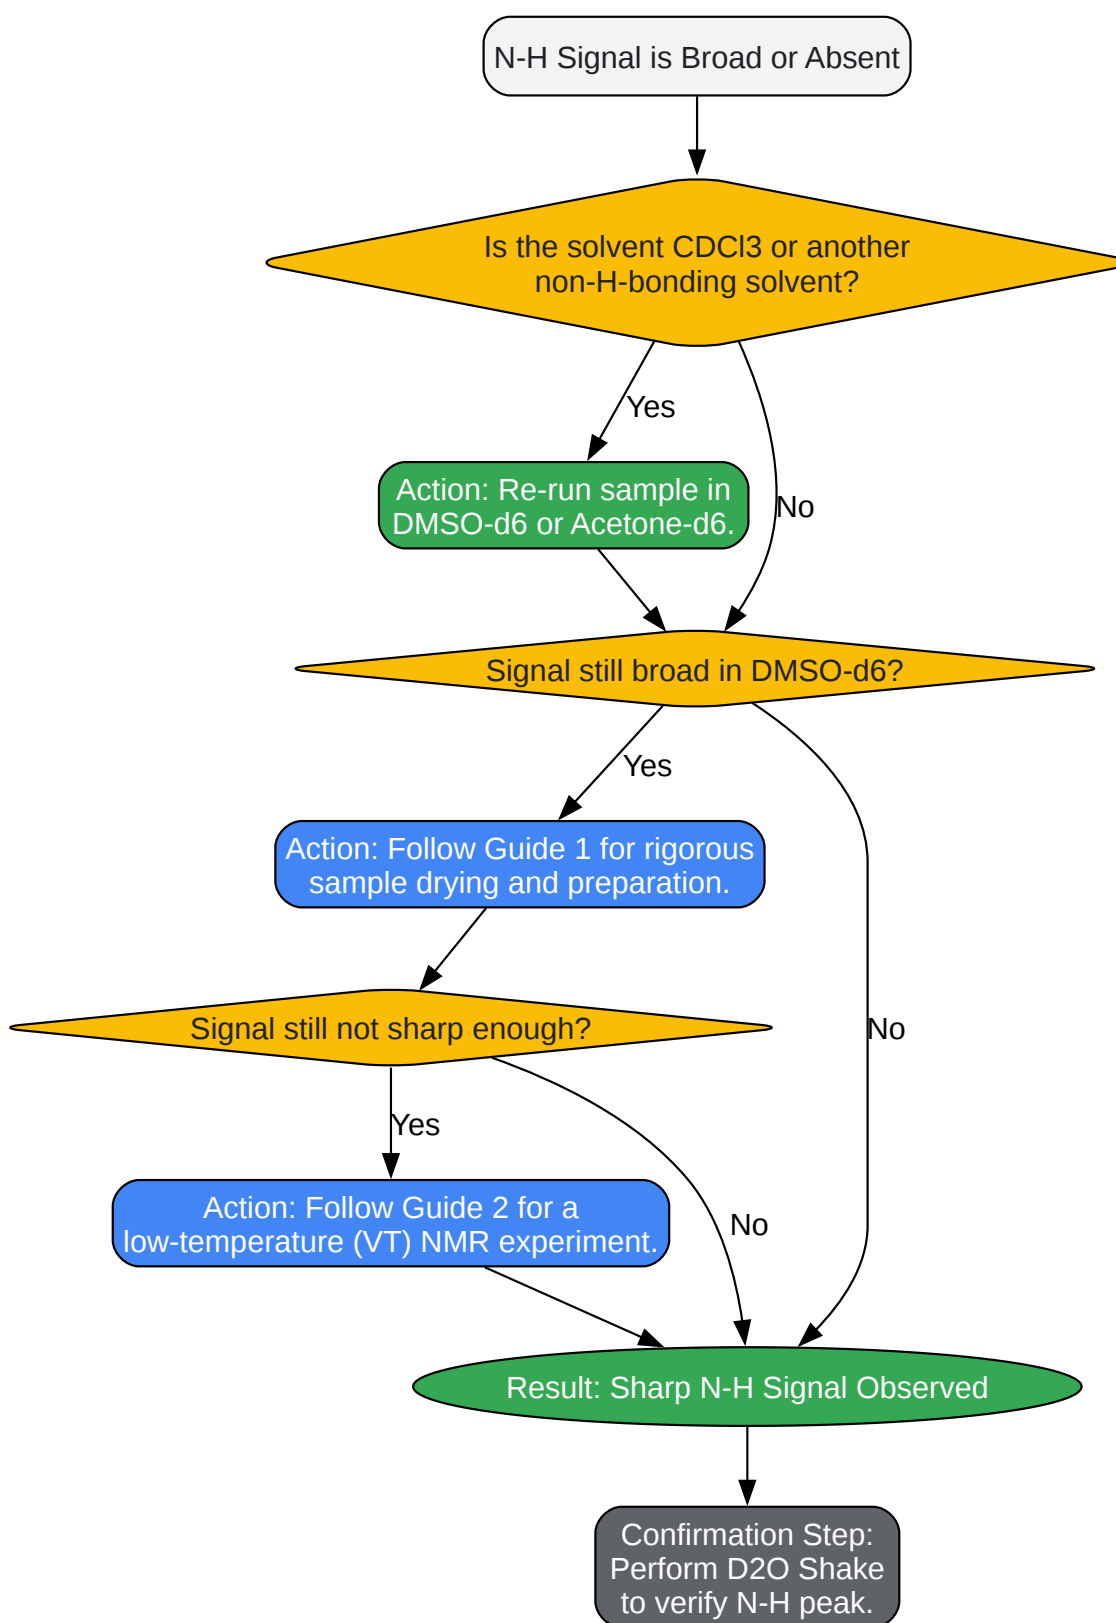 N-H Signal is Broad or Absent
Is the solvent CDCl3 or another
non-H-bonding solvent?
Yes
Action: Re-run sample in
DMSO-d6 or Acetone-d6.
No
Signal still broad in DMSO-d6?
Yes
Action: Follow Guide 1 for rigorous
sample drying and preparation.
Signal still not sharp enough?
No
Yes
Action: Follow Guide 2 for a
low-temperature (VT) NMR experiment.
No
Result: Sharp N-H Signal Observed
Confirmation Step:
Perform D2O Shake
to verify N-H peak.